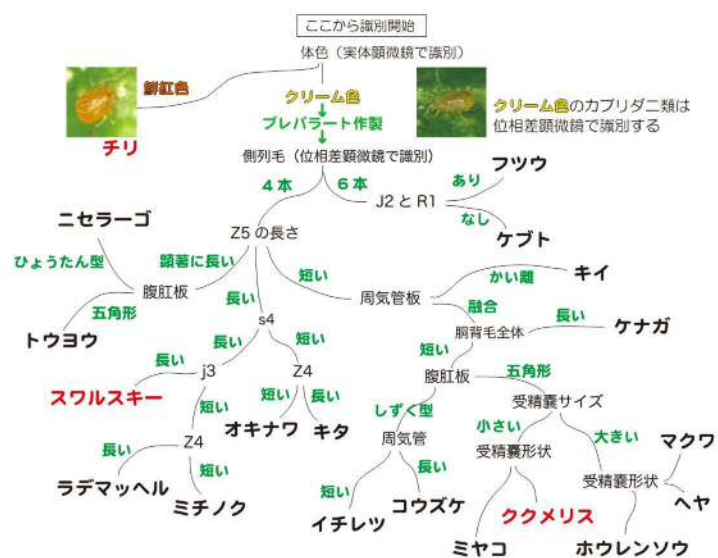 ここから識別開始
体色（実体顕微鏡で識別）
鮮紅色
チリ
クリーム色
プレパラート作製
クリーム色のカブリダニ類は
位相差顕微鏡で識別する
側列毛（位相差顕微鏡で識別）
4本
6本
J2とR1
あり
フツウ
なし
ケブト
Z5の長さ
顕著に長い
腹肛板
ひょうたん型
ニセラーゴ
五角形
トウヨウ
長い
s4
長い
j3
長い
スワルスキー
短い
Z4
長い
ラデマッヘル
短い
ミチノク
短い
Z4
短い
オキナワ
長い
キタ
短い
周気管板
かい離
キイ
融合
胴背毛全体
長い
ケナガ
短い
腹肛板
しずく型
周気管
短い
イチレツ
長い
コウズケ
五角形
受精嚢サイズ
小さい
受精嚢形状
ミヤコ
ククメリス
大きい
受精嚢形状
マクワ
ヘヤ
ホウレンソウ